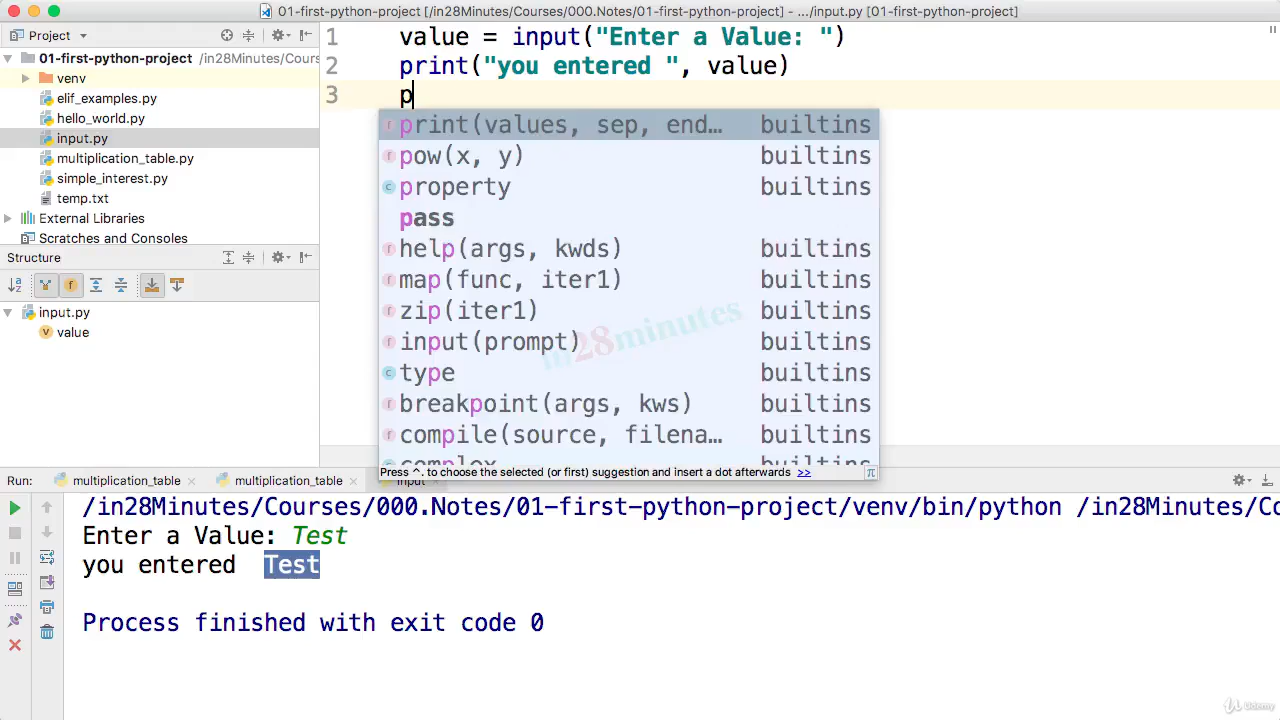 01-first-python-project [/in28Minutes/Courses/000.Notes/01-first-python-project] - .../input.py [01-first-python-project]
Project
01-first-python-project /in28Minutes/Cours
venv
elif_examples.py
hello_world.py
input.py
multiplication_table.py
simple_interest.py
temp.txt
External Libraries
Scratches and Consoles
Structure
input.py
value
1 value = input("Enter a Value: ")
2 print("you entered ", value)
3 p
print(values, sep, end… builtins
pow(x, y) builtins
property builtins
pass
help(args, kwds) builtins
map(func, iter1) builtins
zip(iter1) builtins
input(prompt) builtins
type builtins
breakpoint(args, kws) builtins
compile(source, filena… builtins
complex builtins
Press ^. to choose the selected (or first) suggestion and insert a dot afterwards >>
in28minutes
Run: multiplication_table multiplication_table input
/in28Minutes/Courses/000.Notes/01-first-python-project/venv/bin/python /in28Minutes/Co
Enter a Value: Test
you entered  Test
Process finished with exit code 0
Udemy